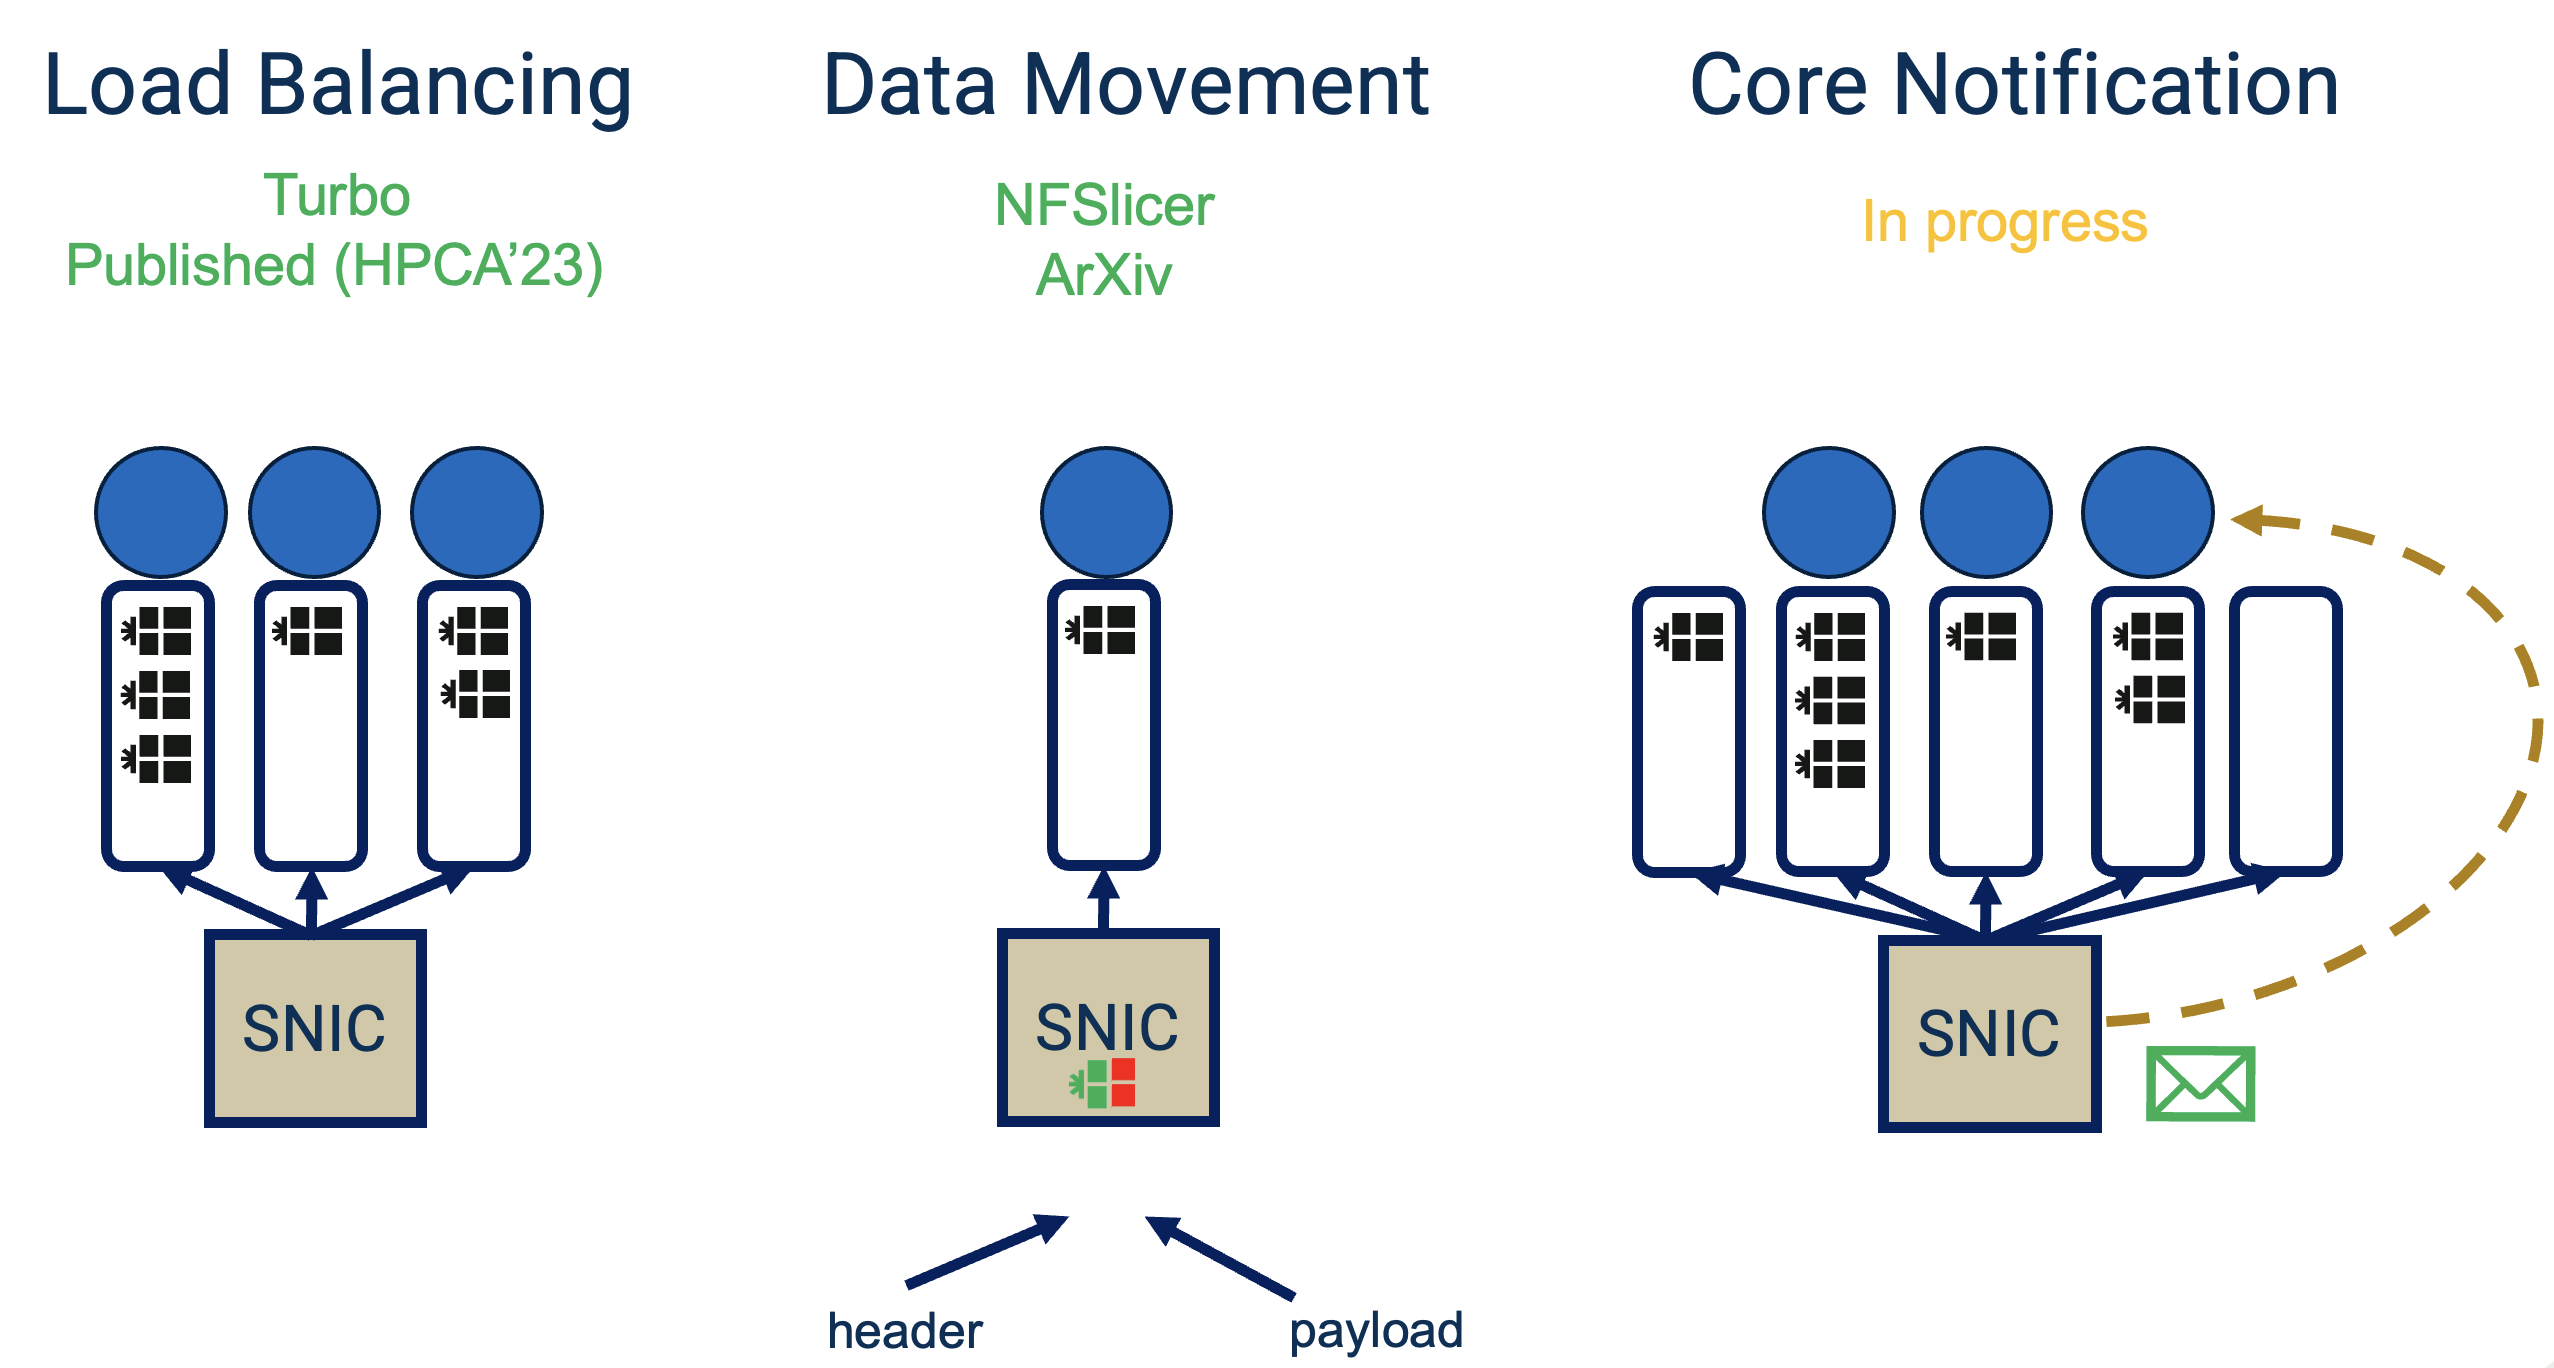 Load Balancing
Turbo
Published (HPCA’23)
SNIC
Data Movement
NFSlicer
ArXiv
SNIC
header
payload
Core Notification
In progress
SNIC